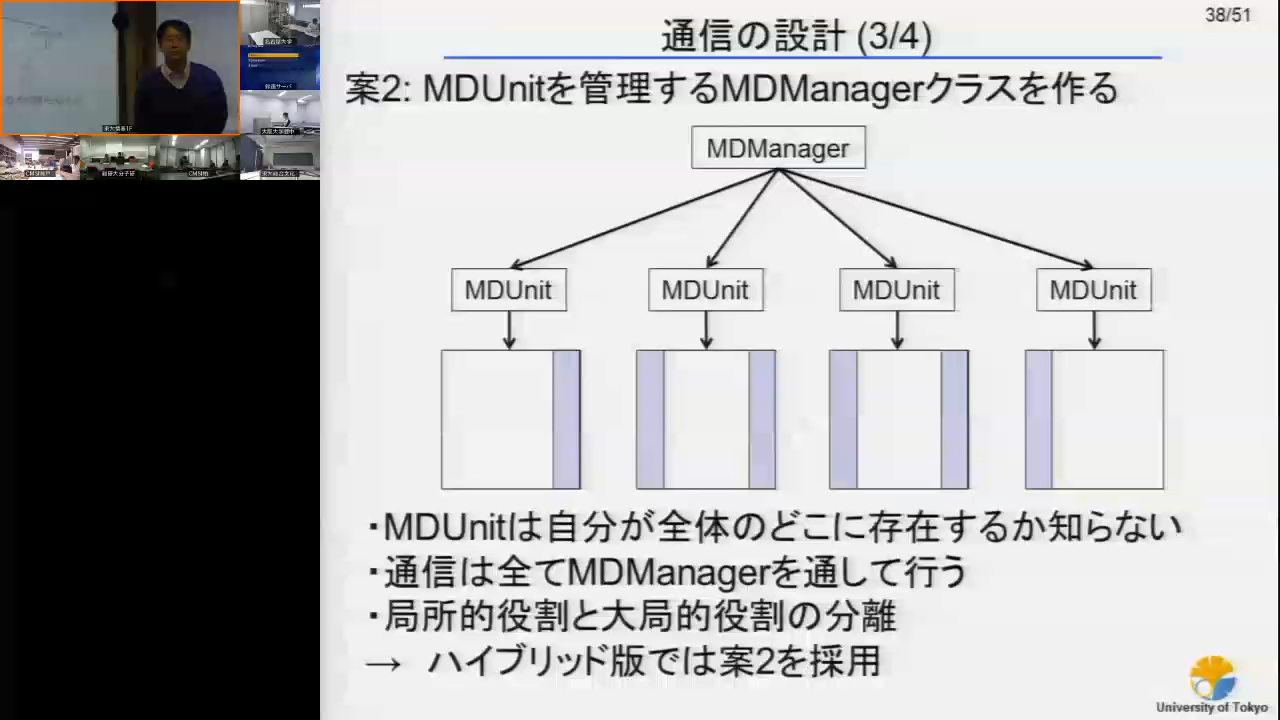 38/51
通信の設計 (3/4)
案2: MDUnitを管理するMDManagerクラスを作る
MDManager
MDUnit MDUnit MDUnit MDUnit
・MDUnitは自分が全体のどこに存在するか知らない
・通信は全てMDManagerを通して行う
・局所的役割と大局的役割の分離
→ ハイブリッド版では案2を採用
University of Tokyo
名古屋大学